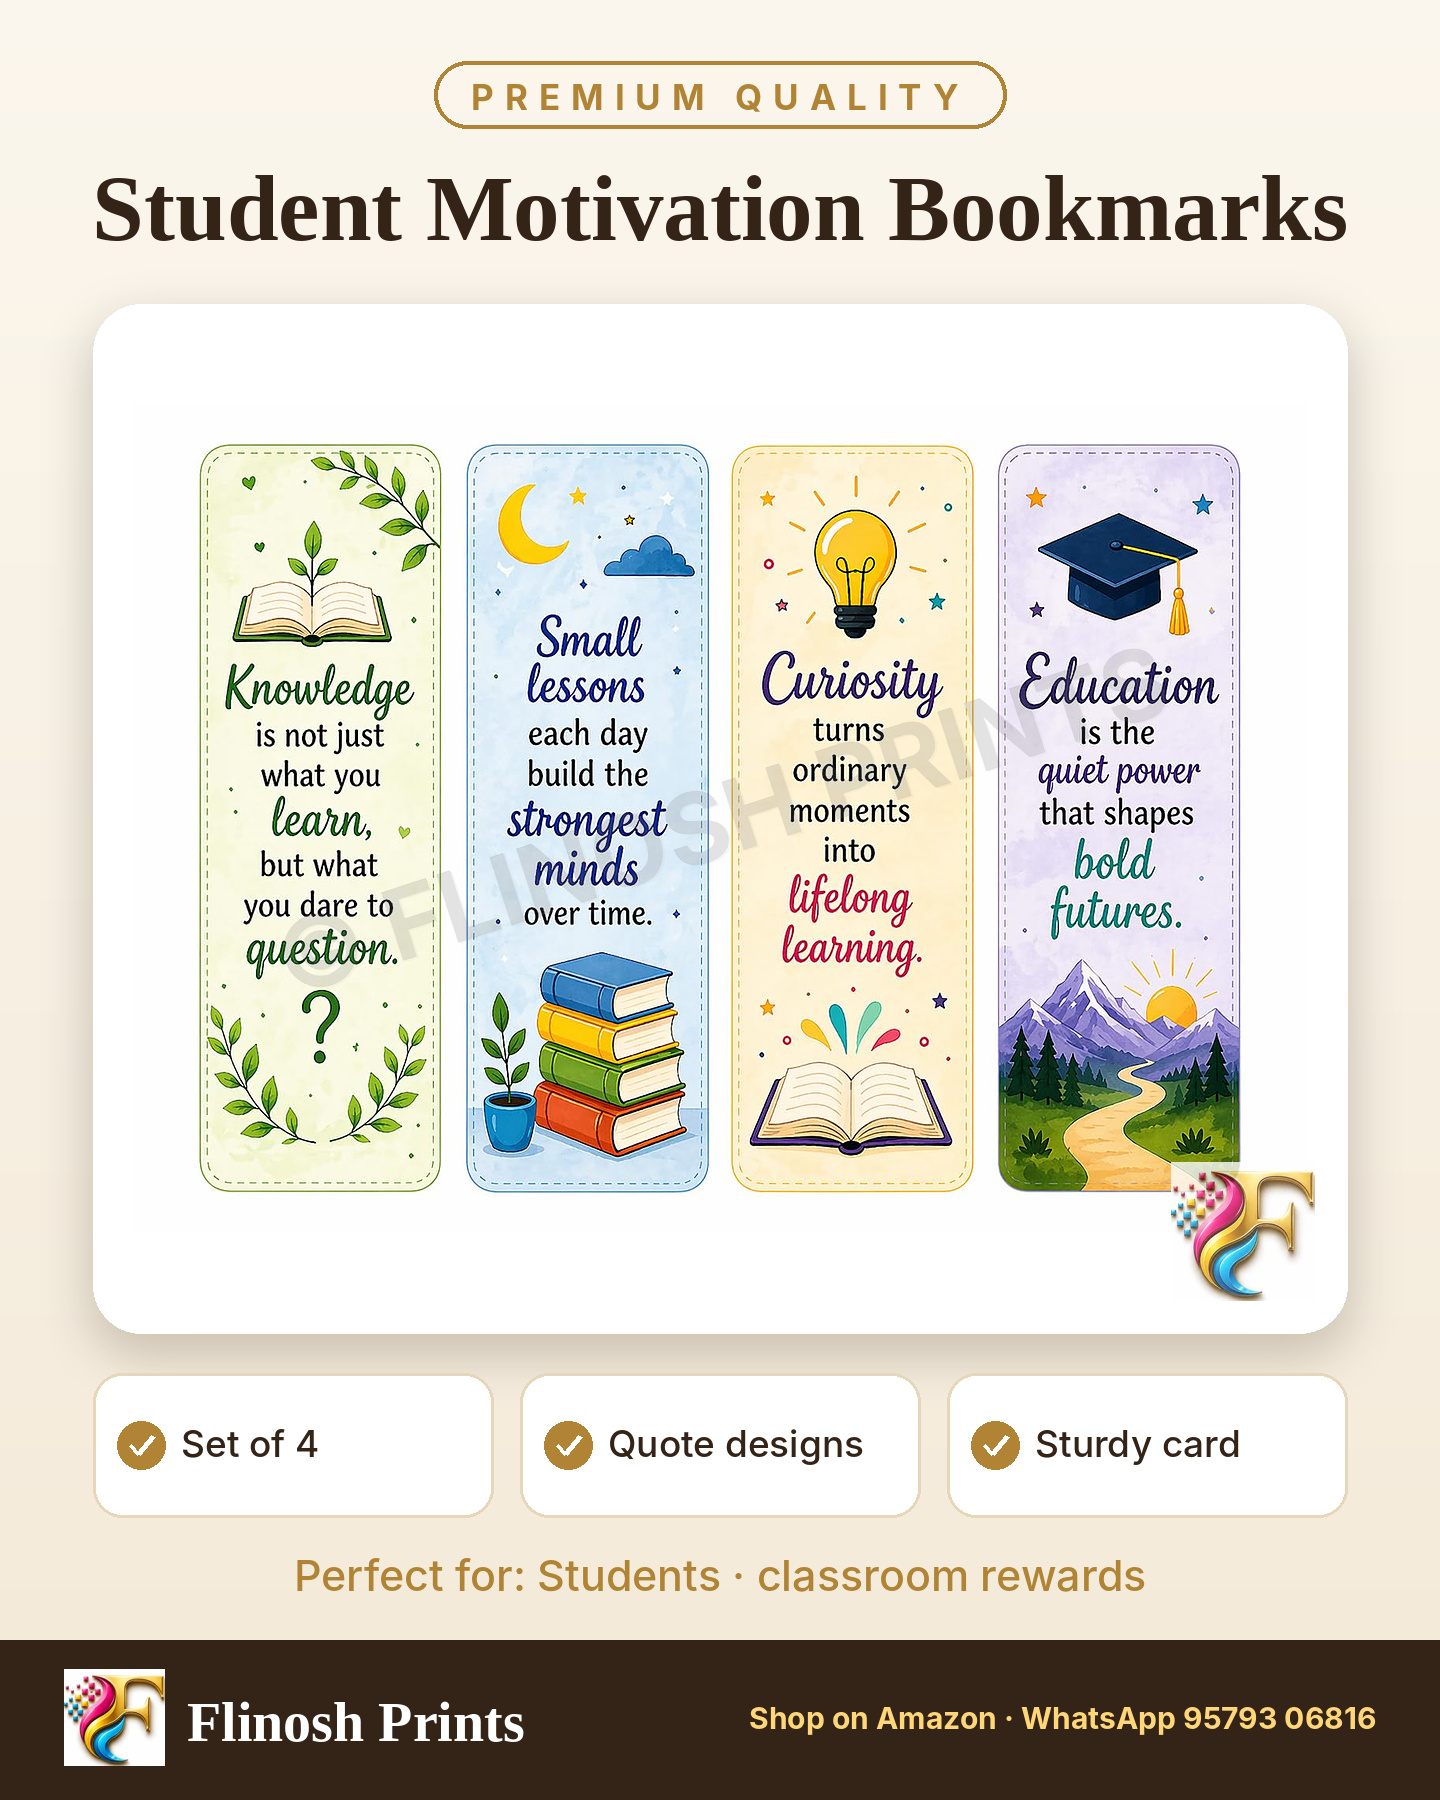 PREMIUM QUALITY
Student Motivation Bookmarks
Knowledge
is not just
what you
learn,
but what
you dare to
question.
?
Small
lessons
each day
build the
strongest
minds
over time.
Curiosity
turns
ordinary
moments
into
lifelong
learning.
Education
is the
quiet power
that shapes
bold
futures.
© FLINOSH PRINTS
F
Set of 4
Quote designs
Sturdy card
Perfect for: Students · classroom rewards
F
Flinosh Prints
Shop on Amazon · WhatsApp 95793 06816